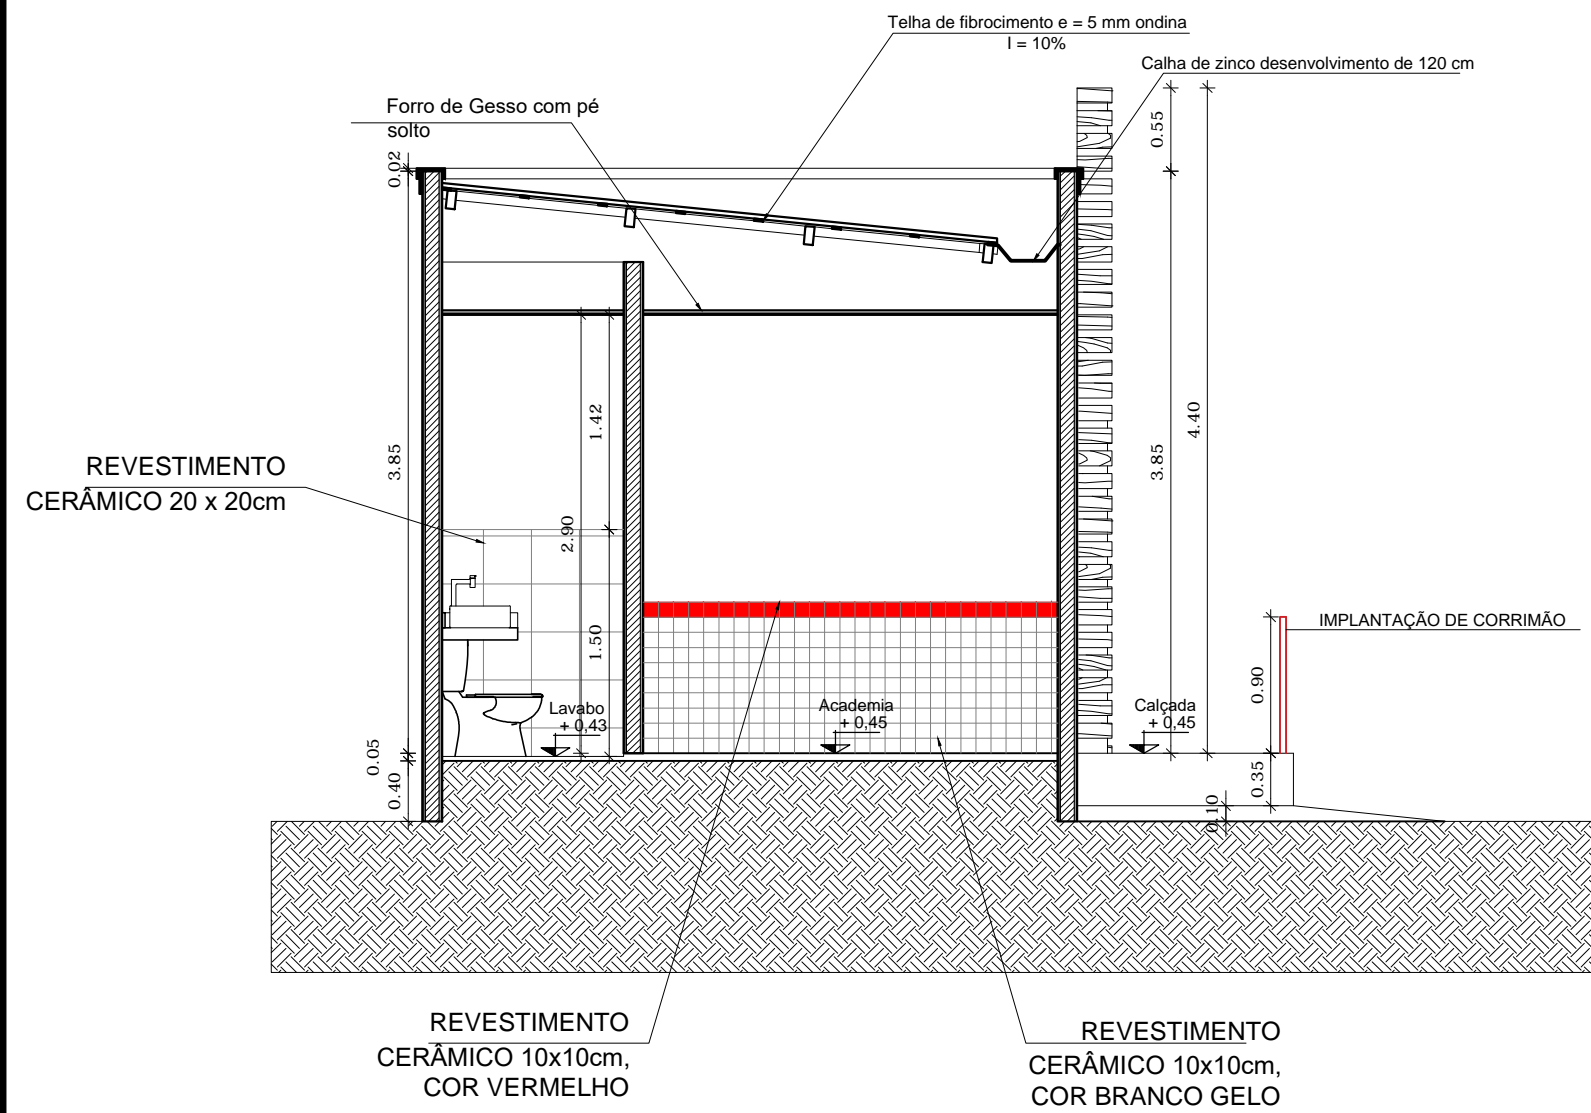 Telha de fibrocimento e = 5 mm ondina
I = 10%
Calha de zinco desenvolvimento de 120 cm
Forro de Gesso com pé
solto
0.02
0.55
3.85
1.42
2.90
1.50
4.40
3.85
REVESTIMENTO
CERÂMICO 20 x 20cm
IMPLANTAÇÃO DE CORRIMÃO
0.90
Lavabo
+ 0,43
Academia
+ 0,45
Calçada
+ 0,45
0.05
0.40
0.35
0.10
REVESTIMENTO
CERÂMICO 10x10cm,
COR VERMELHO
REVESTIMENTO
CERÂMICO 10x10cm,
COR BRANCO GELO